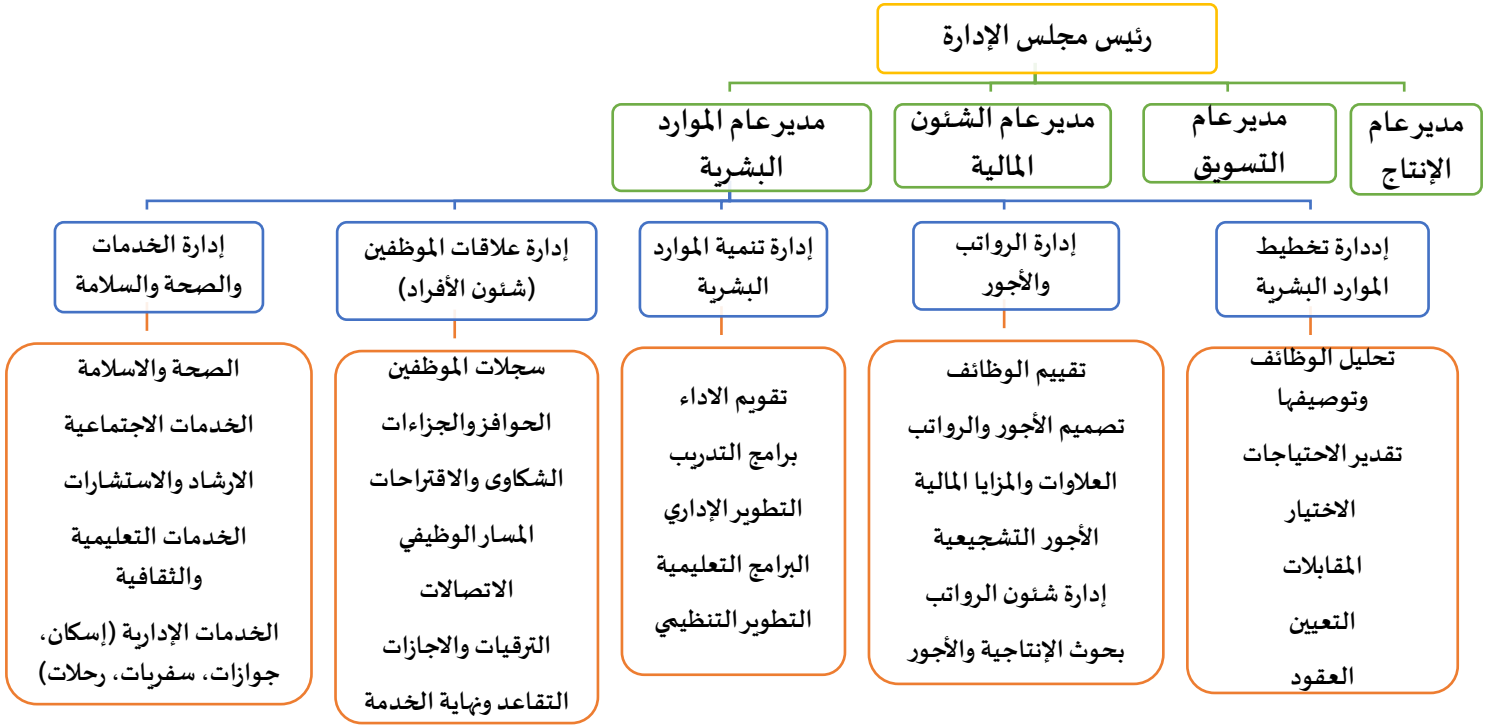 رئيس مجلس الإدارة
مدير عام
الإنتاج
مدير عام
التسويق
مدير عام الشئون
المالية
مدير عام الموارد
البشرية
إددارة تخطيط
الموارد البشرية
إدارة الرواتب
والأجور
إدارة تنمية الموارد
البشرية
إدارة علاقات الموظفين
(شئون الأفراد)
إدارة الخدمات
والصحة والسلامة
تحليل الوظائف
وتوصيفها
تقدير الاحتياجات
الاختيار
المقابلات
التعيين
العقود
تقييم الوظائف
تصميم الأجور والرواتب
العلاوات والمزايا المالية
الأجور التشجيعية
إدارة شئون الرواتب
بحوث الإنتاجية والأجور
تقويم الاداء
برامج التدريب
التطوير الإداري
البرامج التعليمية
التطوير التنظيمي
سجلات الموظفين
الحوافز والجزاءات
الشكاوى والاقتراحات
المسار الوظيفي
الاتصالات
الترقيات والاجازات
التقاعد ونهاية الخدمة
الصحة والاسلامة
الخدمات الاجتماعية
الارشاد والاستشارات
الخدمات التعليمية
والثقافية
الخدمات الإدارية (إسكان،
جوازات، سفريات، رحلات)